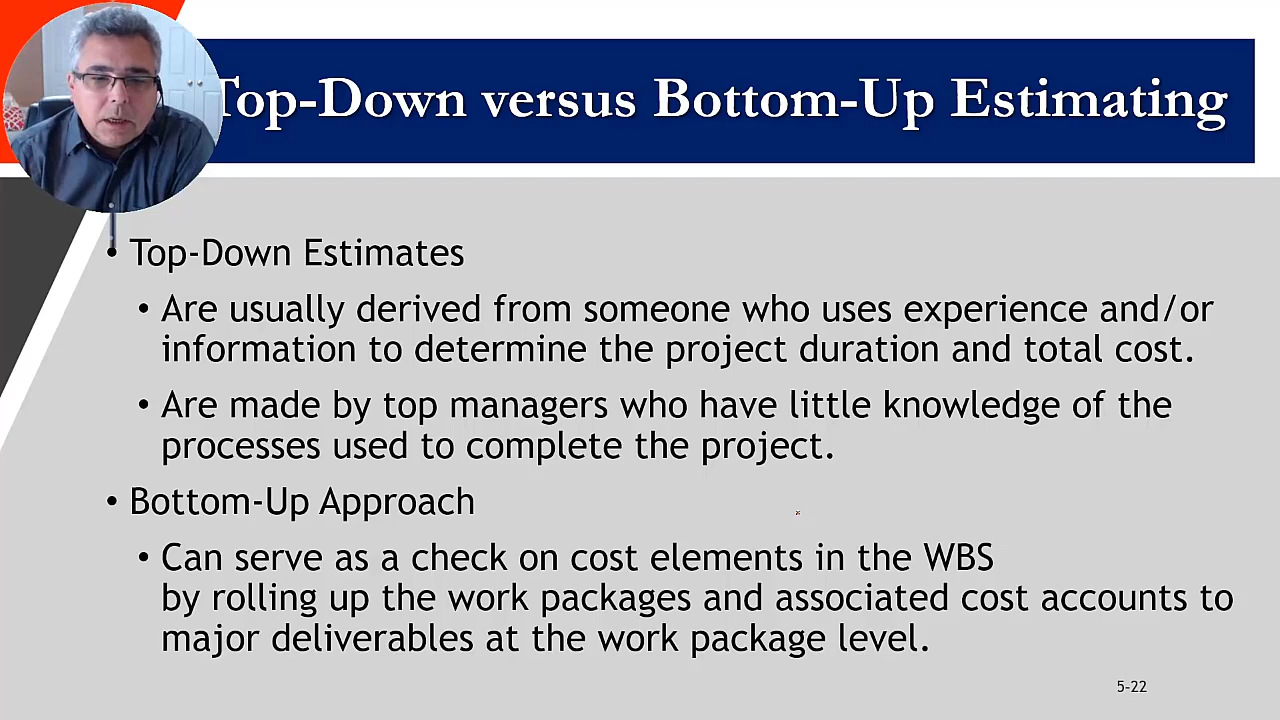 Top-Down versus Bottom-Up Estimating
• Top-Down Estimates
• Are usually derived from someone who uses experience and/or
information to determine the project duration and total cost.
• Are made by top managers who have little knowledge of the
processes used to complete the project.
• Bottom-Up Approach
• Can serve as a check on cost elements in the WBS
by rolling up the work packages and associated cost accounts to
major deliverables at the work package level.
5-22